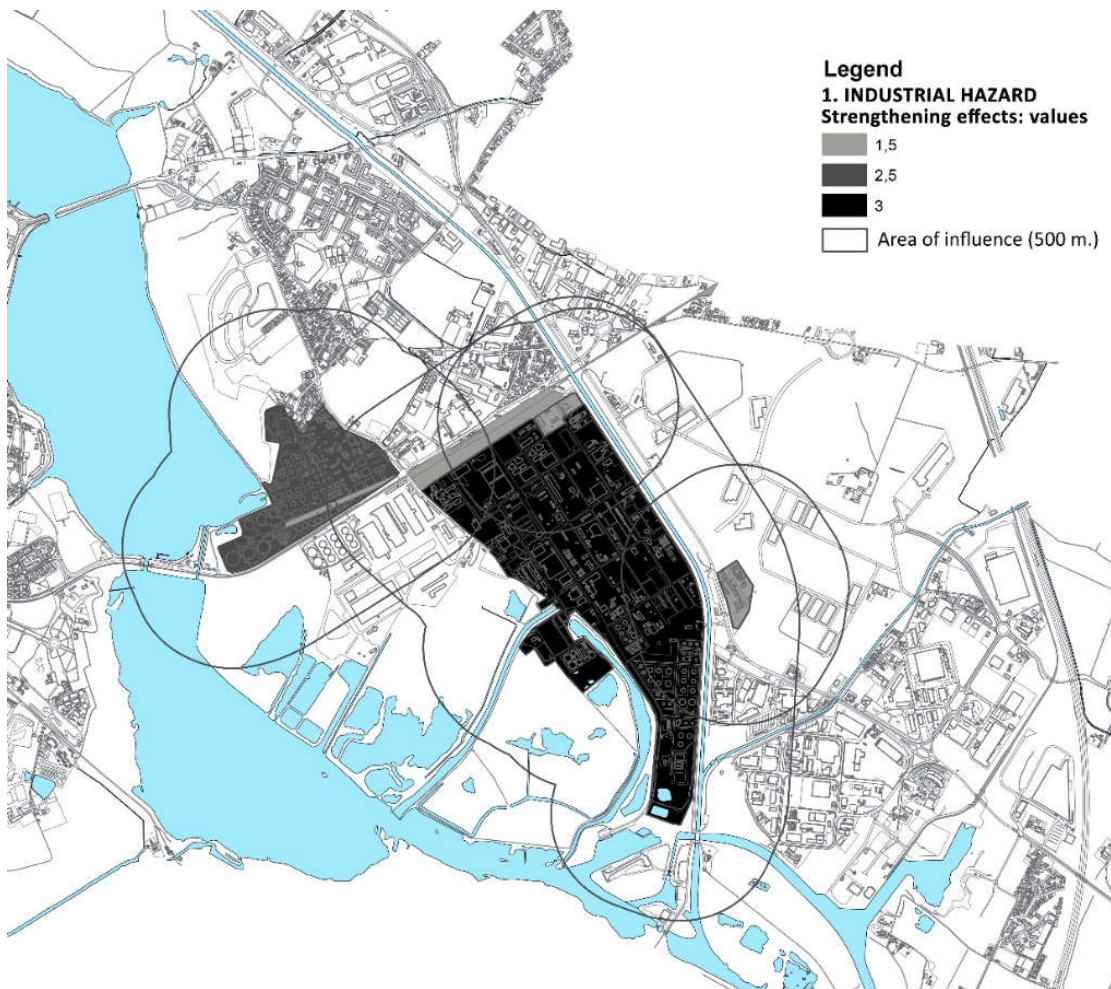 Legend
1. INDUSTRIAL HAZARD
Strengthening effects: values
1,5
2,5
3
Area of influence (500 m.)